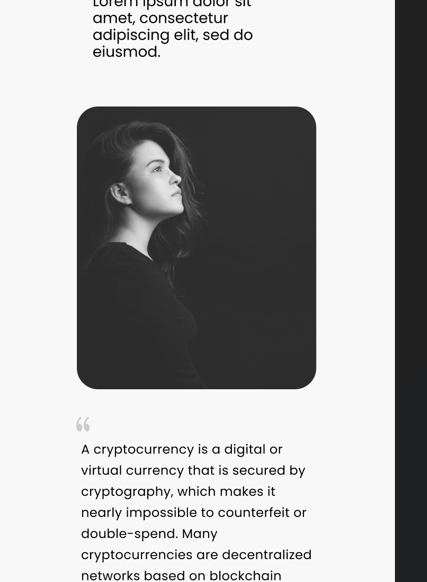 Lorem ipsum dolor sit
amet, consectetur
adipiscing elit, sed do
eiusmod.
“
A cryptocurrency is a digital or
virtual currency that is secured by
cryptography, which makes it
nearly impossible to counterfeit or
double-spend. Many
cryptocurrencies are decentralized
networks based on blockchain